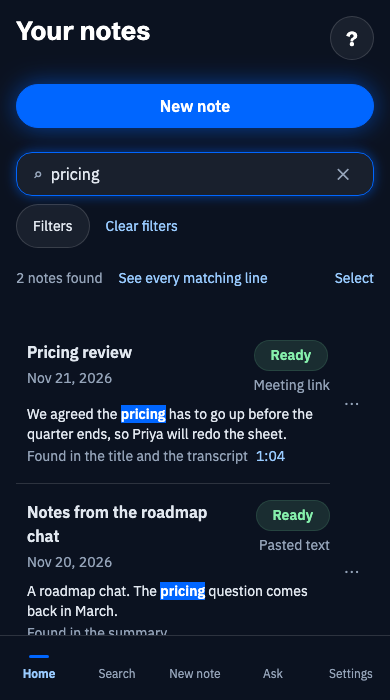 Your notes
?
New note
pricing
Filters
Clear filters
2 notes found
See every matching line
Select
Pricing review
Ready
Nov 21, 2026
Meeting link
...
We agreed the pricing has to go up before the
quarter ends, so Priya will redo the sheet.
Found in the title and the transcript 1:04
Notes from the roadmap
chat
Ready
Nov 20, 2026
Pasted text
...
A roadmap chat. The pricing question comes
back in March.
Found in the summary
Home
Search
New note
Ask
Settings